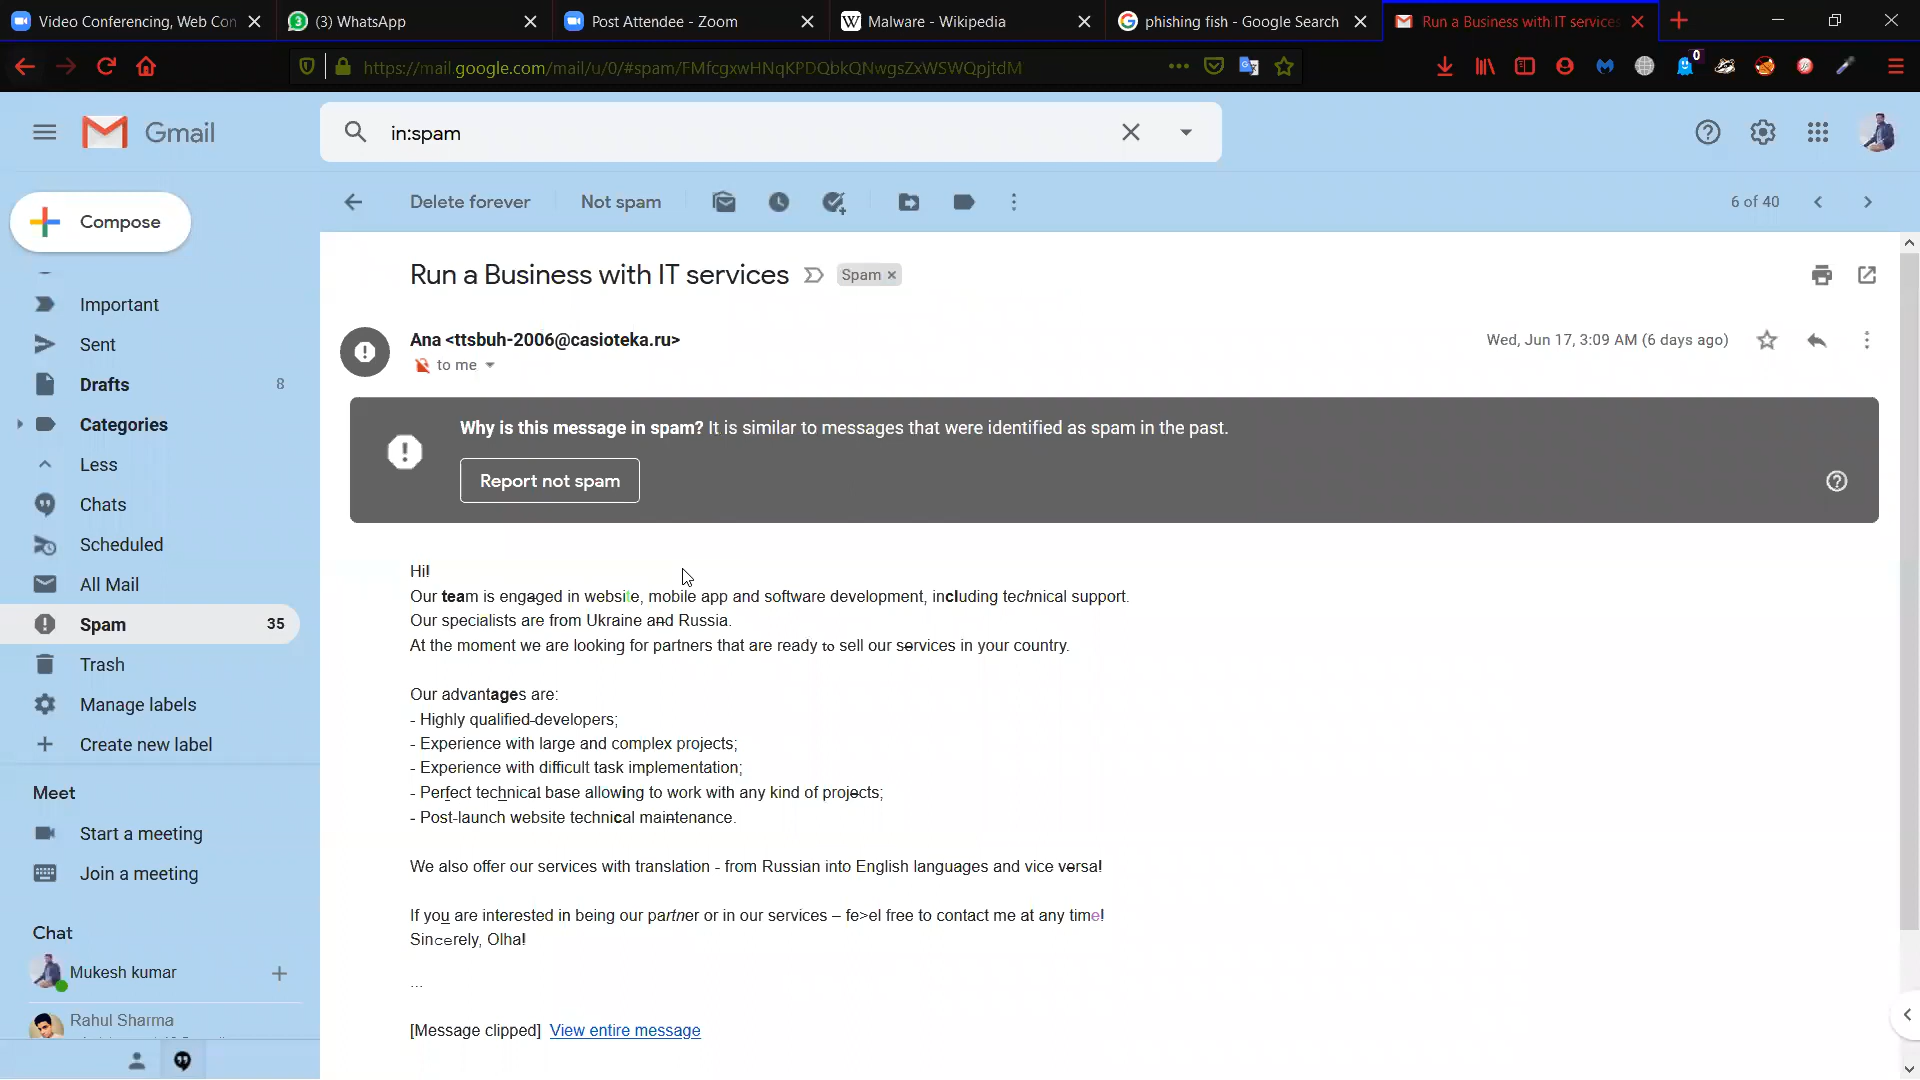 Video Conferencing, Web Con
(3) WhatsApp
Post Attendee - Zoom
Malware - Wikipedia
phishing fish - Google Search
Run a Business with IT services
https://mail.google.com/mail/u/0/#spam/FMfcgxwHNqKPDQbkQNwgsZxWSWQpjtdM
0
Gmail
in:spam
Compose
Delete forever
Not spam
6 of 40
Important
Sent
Drafts 8
Categories
Less
Chats
Scheduled
All Mail
Spam 35
Trash
Manage labels
Create new label
Meet
Start a meeting
Join a meeting
Chat
Mukesh kumar
Rahul Sharma
Run a Business with IT services
Spam ×
Ana <ttsbuh-2006@casioteka.ru>
to me
Wed, Jun 17, 3:09 AM (6 days ago)
Why is this message in spam? It is similar to messages that were identified as spam in the past.
Report not spam
Hi!
Our team is engaged in website, mobile app and software development, including technical support.
Our specialists are from Ukraine and Russia.
At the moment we are looking for partners that are ready to sell our services in your country.
Our advantages are:
- Highly qualified-developers;
- Experience with large and complex projects;
- Experience with difficult task implementation;
- Perfect technical base allowing to work with any kind of projects;
- Post-launch website technical maintenance.
We also offer our services with translation - from Russian into English languages and vice versa!
If you are interested in being our partner or in our services – fe>el free to contact me at any time!
Sincerely, Olha!
...
[Message clipped] View entire message